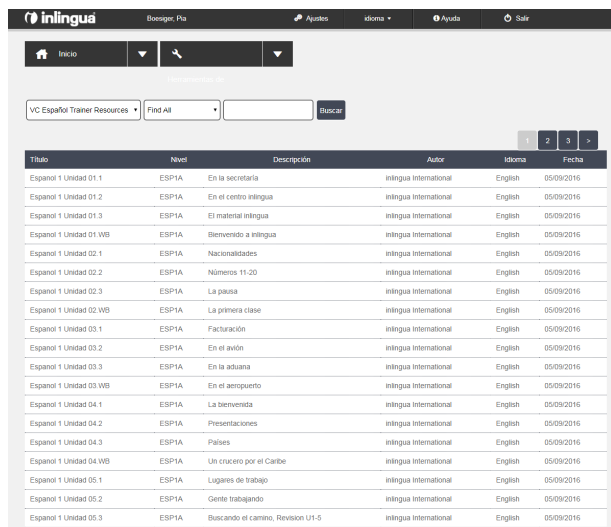 inlingua Boesiger, Pia Ajustes idioma Ayuda Salir
Inicio
VC Español Trainer Resources Find All Buscar
1 2 3 >
Título Nivel Descripción Autor Idioma Fecha
Espanol 1 Unidad 01.1 ESP1A En la secretaría inlingua International English 05/09/2016
Espanol 1 Unidad 01.2 ESP1A En el centro inlingua inlingua International English 05/09/2016
Espanol 1 Unidad 01.3 ESP1A El material inlingua inlingua International English 05/09/2016
Espanol 1 Unidad 01.WB ESP1A Bienvenido a inlingua inlingua International English 05/09/2016
Espanol 1 Unidad 02.1 ESP1A Nacionalidades inlingua International English 05/09/2016
Espanol 1 Unidad 02.2 ESP1A Números 11-20 inlingua International English 05/09/2016
Espanol 1 Unidad 02.3 ESP1A La pausa inlingua International English 05/09/2016
Espanol 1 Unidad 02.WB ESP1A La primera clase inlingua International English 05/09/2016
Espanol 1 Unidad 03.1 ESP1A Facturación inlingua International English 05/09/2016
Espanol 1 Unidad 03.2 ESP1A En el avión inlingua International English 05/09/2016
Espanol 1 Unidad 03.3 ESP1A En la aduana inlingua International English 05/09/2016
Espanol 1 Unidad 03.WB ESP1A En el aeropuerto inlingua International English 05/09/2016
Espanol 1 Unidad 04.1 ESP1A La bienvenida inlingua International English 05/09/2016
Espanol 1 Unidad 04.2 ESP1A Presentaciones inlingua International English 05/09/2016
Espanol 1 Unidad 04.3 ESP1A Países inlingua International English 05/09/2016
Espanol 1 Unidad 04.WB ESP1A Un crucero por el Caribe inlingua International English 05/09/2016
Espanol 1 Unidad 05.1 ESP1A Lugares de trabajo inlingua International English 05/09/2016
Espanol 1 Unidad 05.2 ESP1A Gente trabajando inlingua International English 05/09/2016
Espanol 1 Unidad 05.3 ESP1A Buscando el camino, Revision U1-5 inlingua International English 05/09/2016